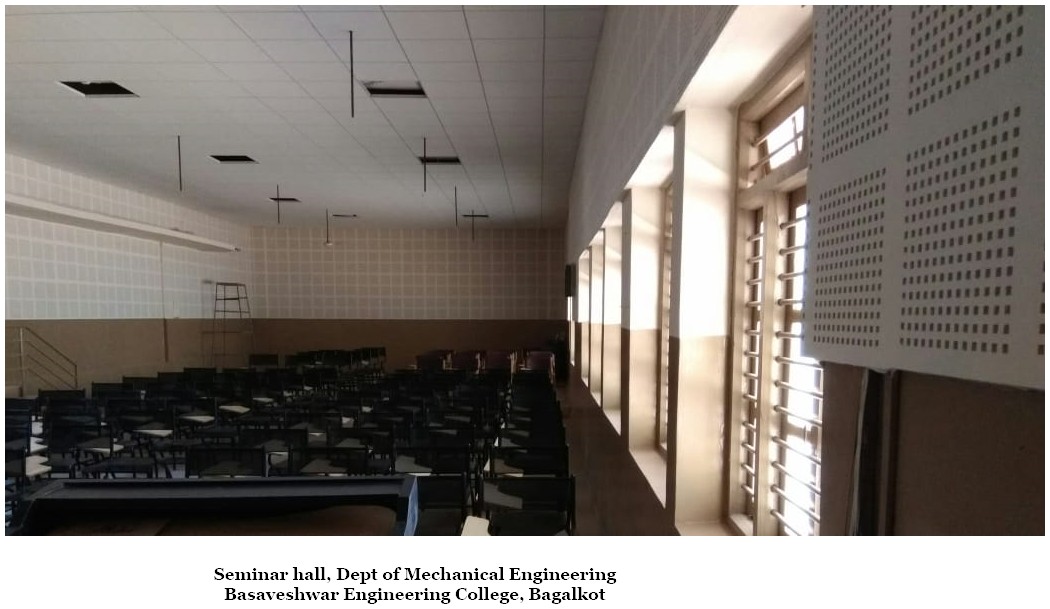 Seminar hall, Dept of Mechanical Engineering
Basaveshwar Engineering College, Bagalkot